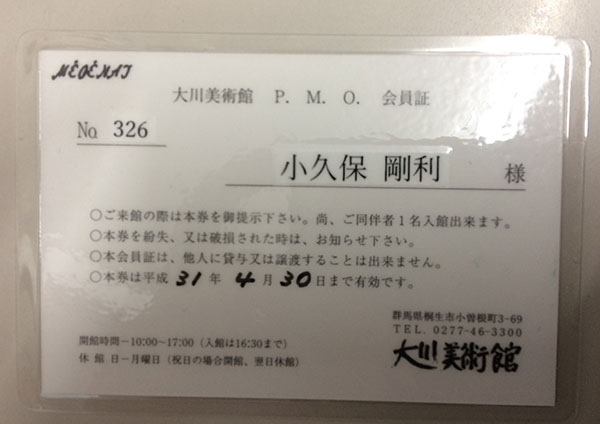 大川美術館 P. M. O. 会員証
No. 326
小久保 剛利 様
○ご来館の際は本券を御提示下さい。尚、ご同伴者1名入館出来ます。
○本券を紛失、又は破損された時は、お知らせ下さい。
○本会員証は、他人に貸与又は譲渡することは出来ません。
○本券は平成 31 年 4 月 30 日まで有効です。
群馬県桐生市小曽根町3-69
TEL. 0277-46-3300
開館時間−10:00~17:00（入館は16:30まで）
休 館 日−月曜日（祝日の場合開館、翌日休館）
大川美術館